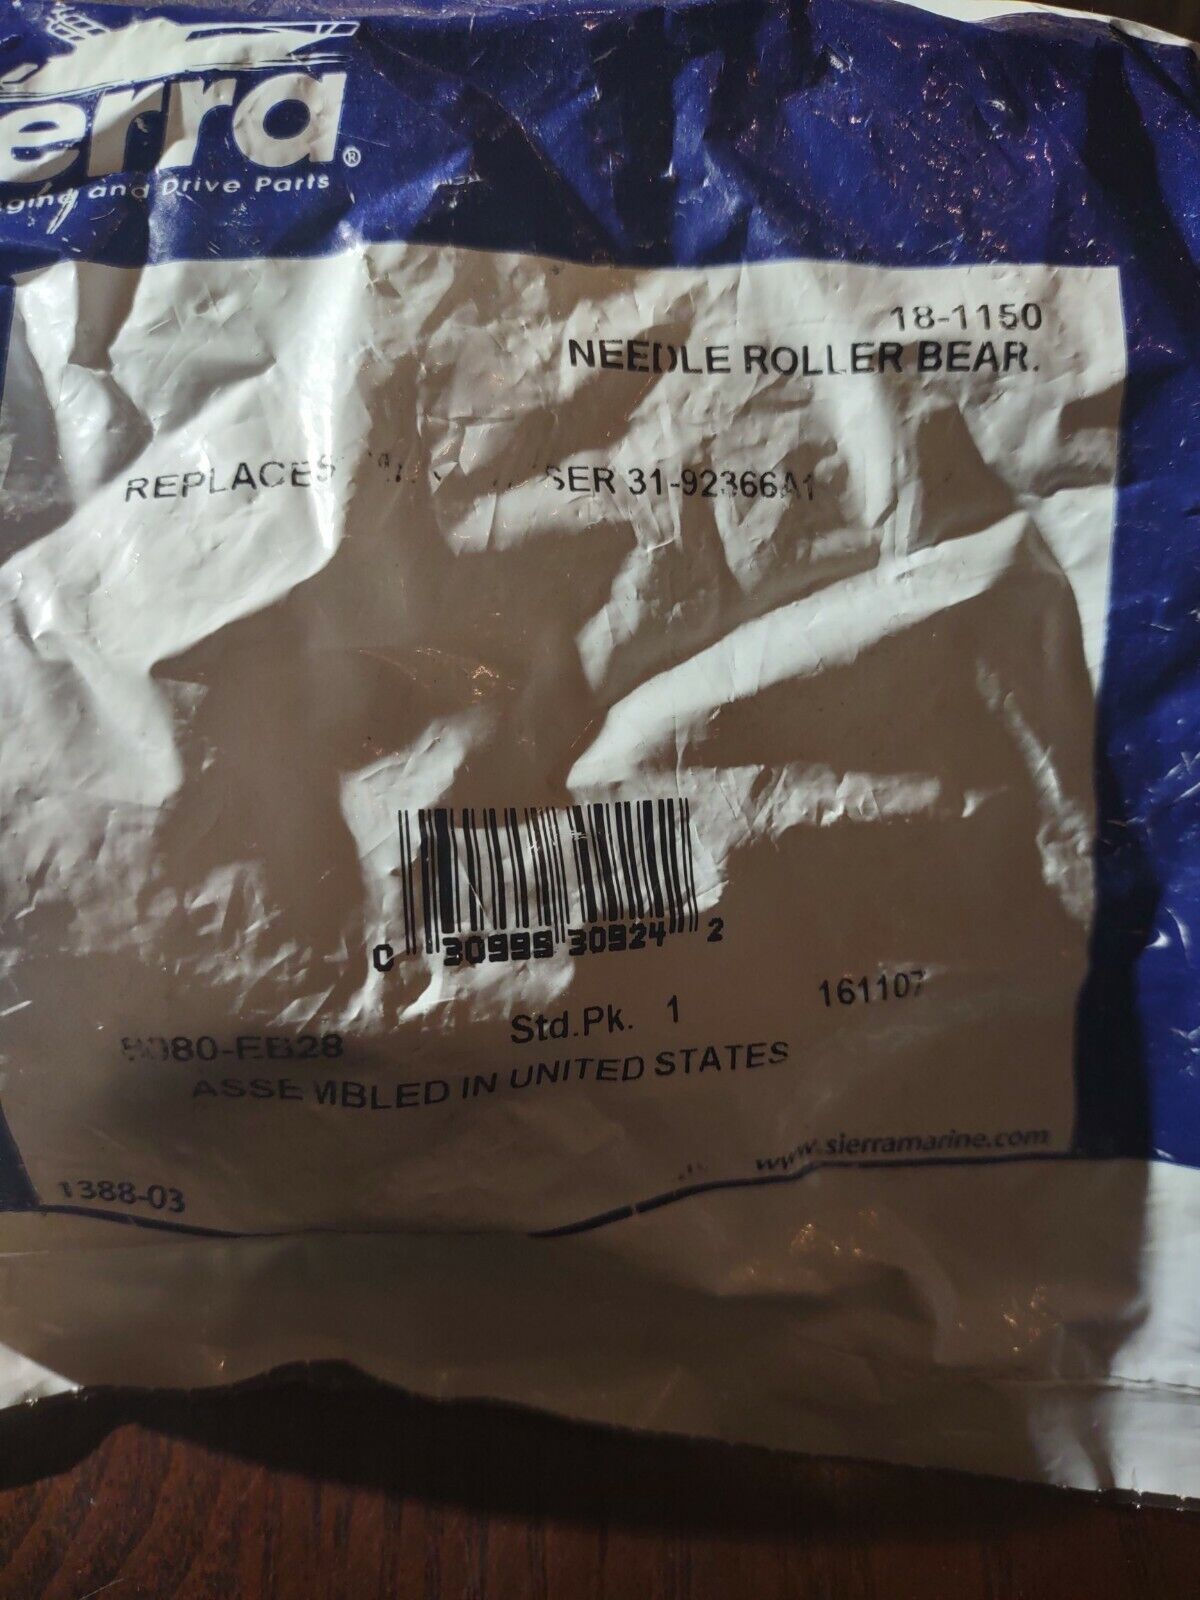 erra®
and Drive Parts
18-1150
NEEDLE ROLLER BEAR.
REPLACES SER 31-92366A1
0 30999 30924 2
Std.Pk. 1
161107
-EB28
ASSEMBLED IN UNITED STATES
www.sierramarine.com
1388-03